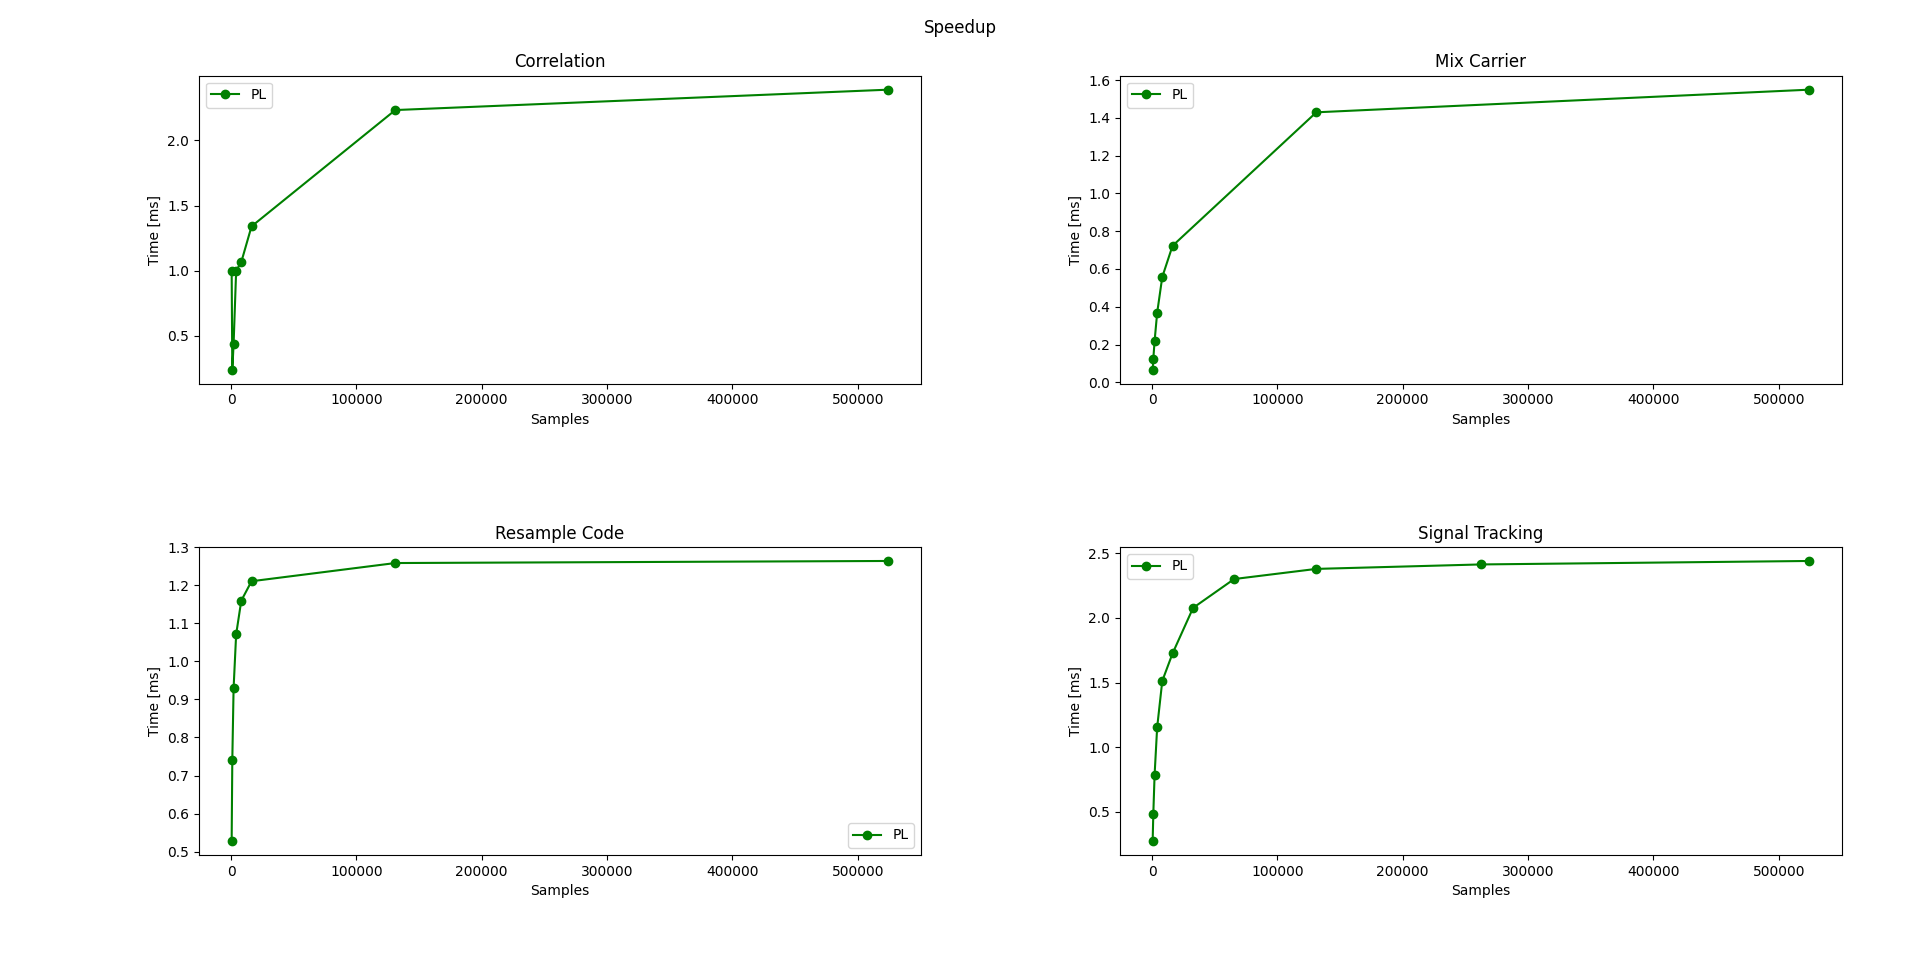 Speedup
Correlation
PL
2.0
1.5
1.0
0.5
Time [ms]
0 100000 200000 300000 400000 500000
Samples
Mix Carrier
PL
1.6
1.4
1.2
1.0
0.8
0.6
0.4
0.2
0.0
Time [ms]
0 100000 200000 300000 400000 500000
Samples
Resample Code
1.3
1.2
1.1
1.0
0.9
0.8
0.7
0.6
0.5
Time [ms]
PL
0 100000 200000 300000 400000 500000
Samples
Signal Tracking
PL
2.5
2.0
1.5
1.0
0.5
Time [ms]
0 100000 200000 300000 400000 500000
Samples